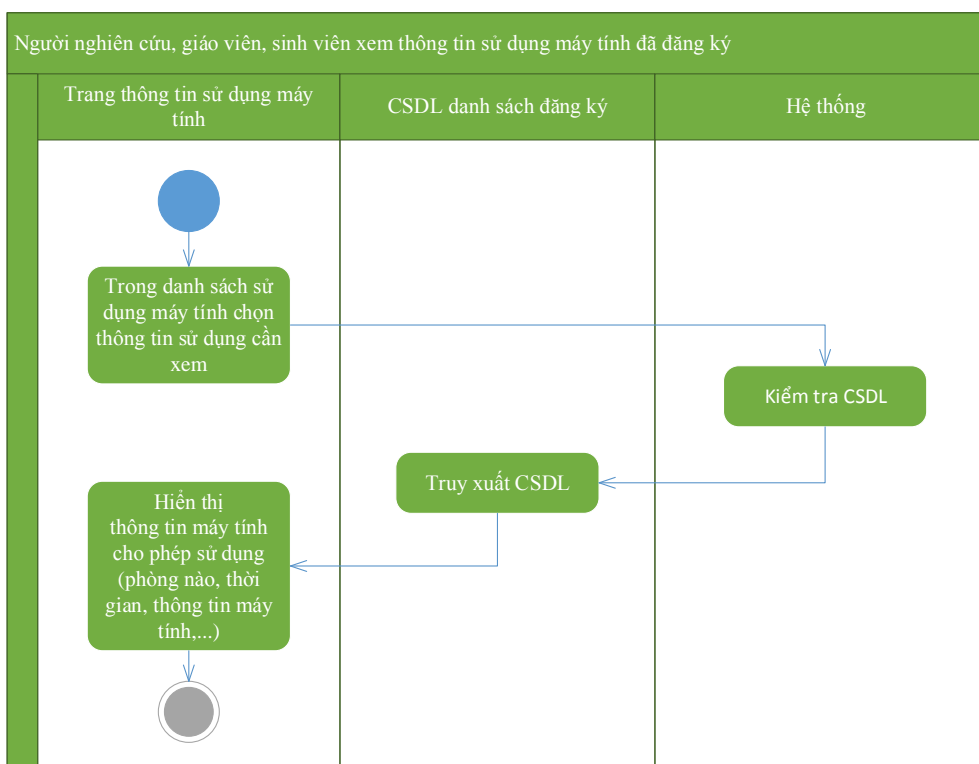 Người nghiên cứu, giáo viên, sinh viên xem thông tin sử dụng máy tính đã đăng ký
Trang thông tin sử dụng máy
tính
CSDL danh sách đăng ký
Hệ thống
Trong danh sách sử
dụng máy tính chọn
thông tin sử dụng cần
xem
Kiểm tra CSDL
Truy xuất CSDL
Hiển thị
thông tin máy tính
cho phép sử dụng
(phòng nào, thời
gian, thông tin máy
tính,...)